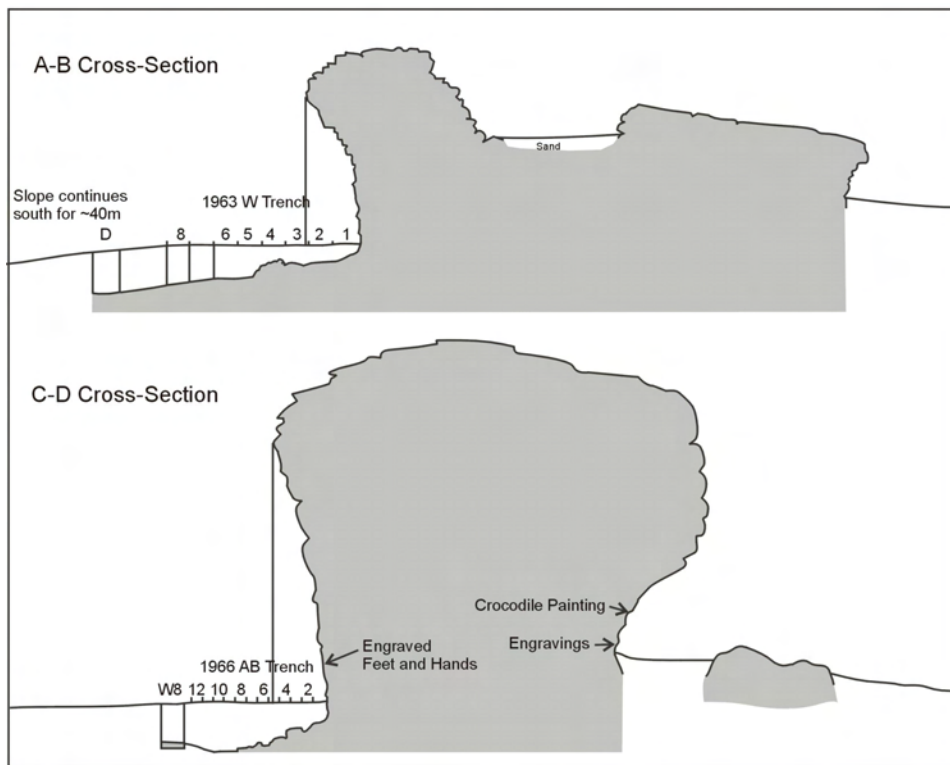 A-B Cross-Section
Sand
Slope continues
south for ~40m
1963 W Trench
D 8 6 5 4 3 2 1
C-D Cross-Section
Crocodile Painting
Engravings
Engraved
Feet and Hands
1966 AB Trench
W8 12 10 8 6 4 2